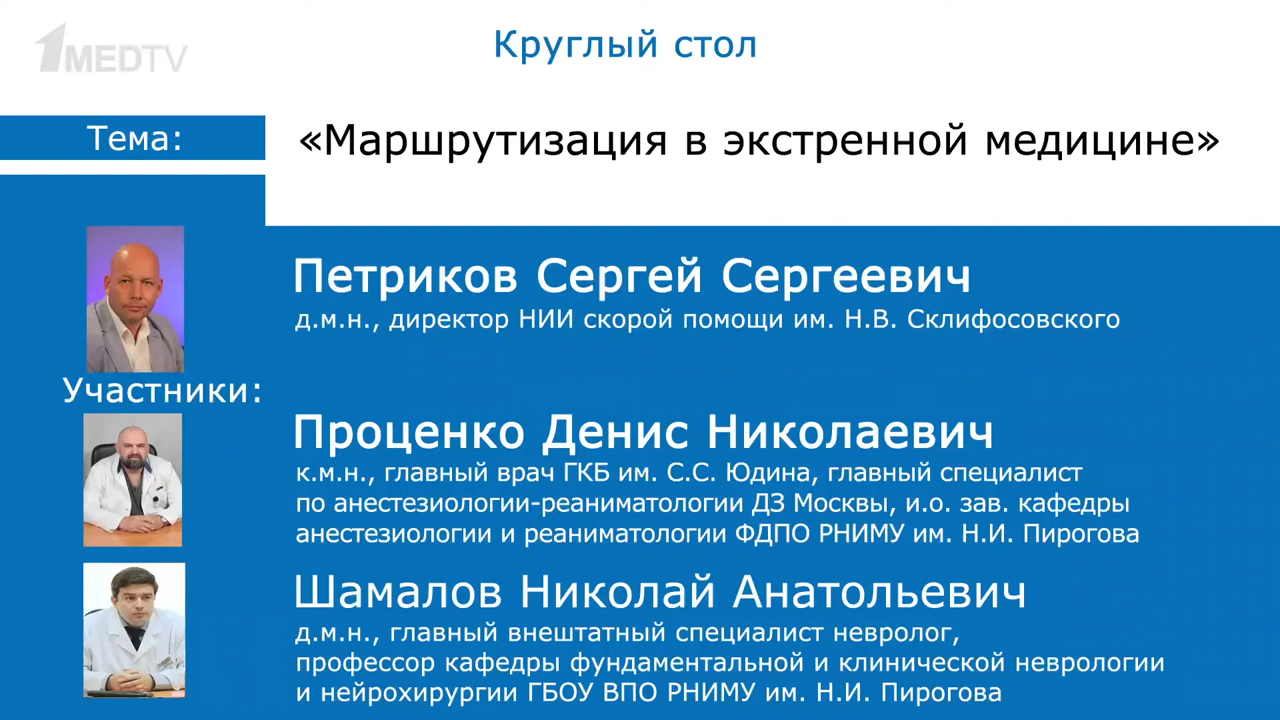 1MEDTV
Круглый стол
Тема:
«Маршрутизация в экстренной медицине»
Петриков Сергей Сергеевич
д.м.н., директор НИИ скорой помощи им. Н.В. Склифосовского
Участники:
Проценко Денис Николаевич
к.м.н., главный врач ГКБ им. С.С. Юдина, главный специалист
по анестезиологии-реаниматологии ДЗ Москвы, и.о. зав. кафедры
анестезиологии и реаниматологии ФДПО РНИМУ им. Н.И. Пирогова
Шамалов Николай Анатольевич
д.м.н., главный внештатный специалист невролог,
профессор кафедры фундаментальной и клинической неврологии
и нейрохирургии ГБОУ ВПО РНИМУ им. Н.И. Пирогова